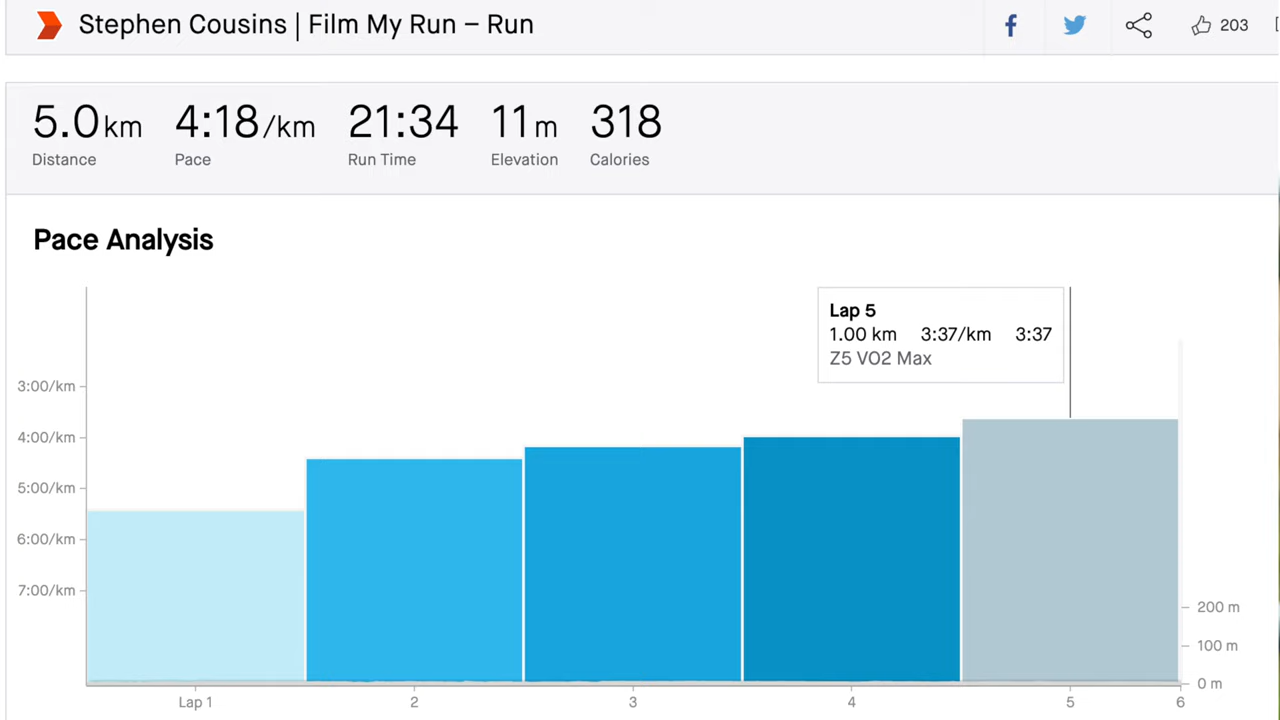 Stephen Cousins | Film My Run – Run
203
5.0 km 4:18 /km 21:34 11 m 318
Distance Pace Run Time Elevation Calories
Pace Analysis
Lap 5
1.00 km 3:37/km 3:37
Z5 VO2 Max
3:00/km
4:00/km
5:00/km
6:00/km
7:00/km
200 m
100 m
0 m
Lap 1 2 3 4 5 6